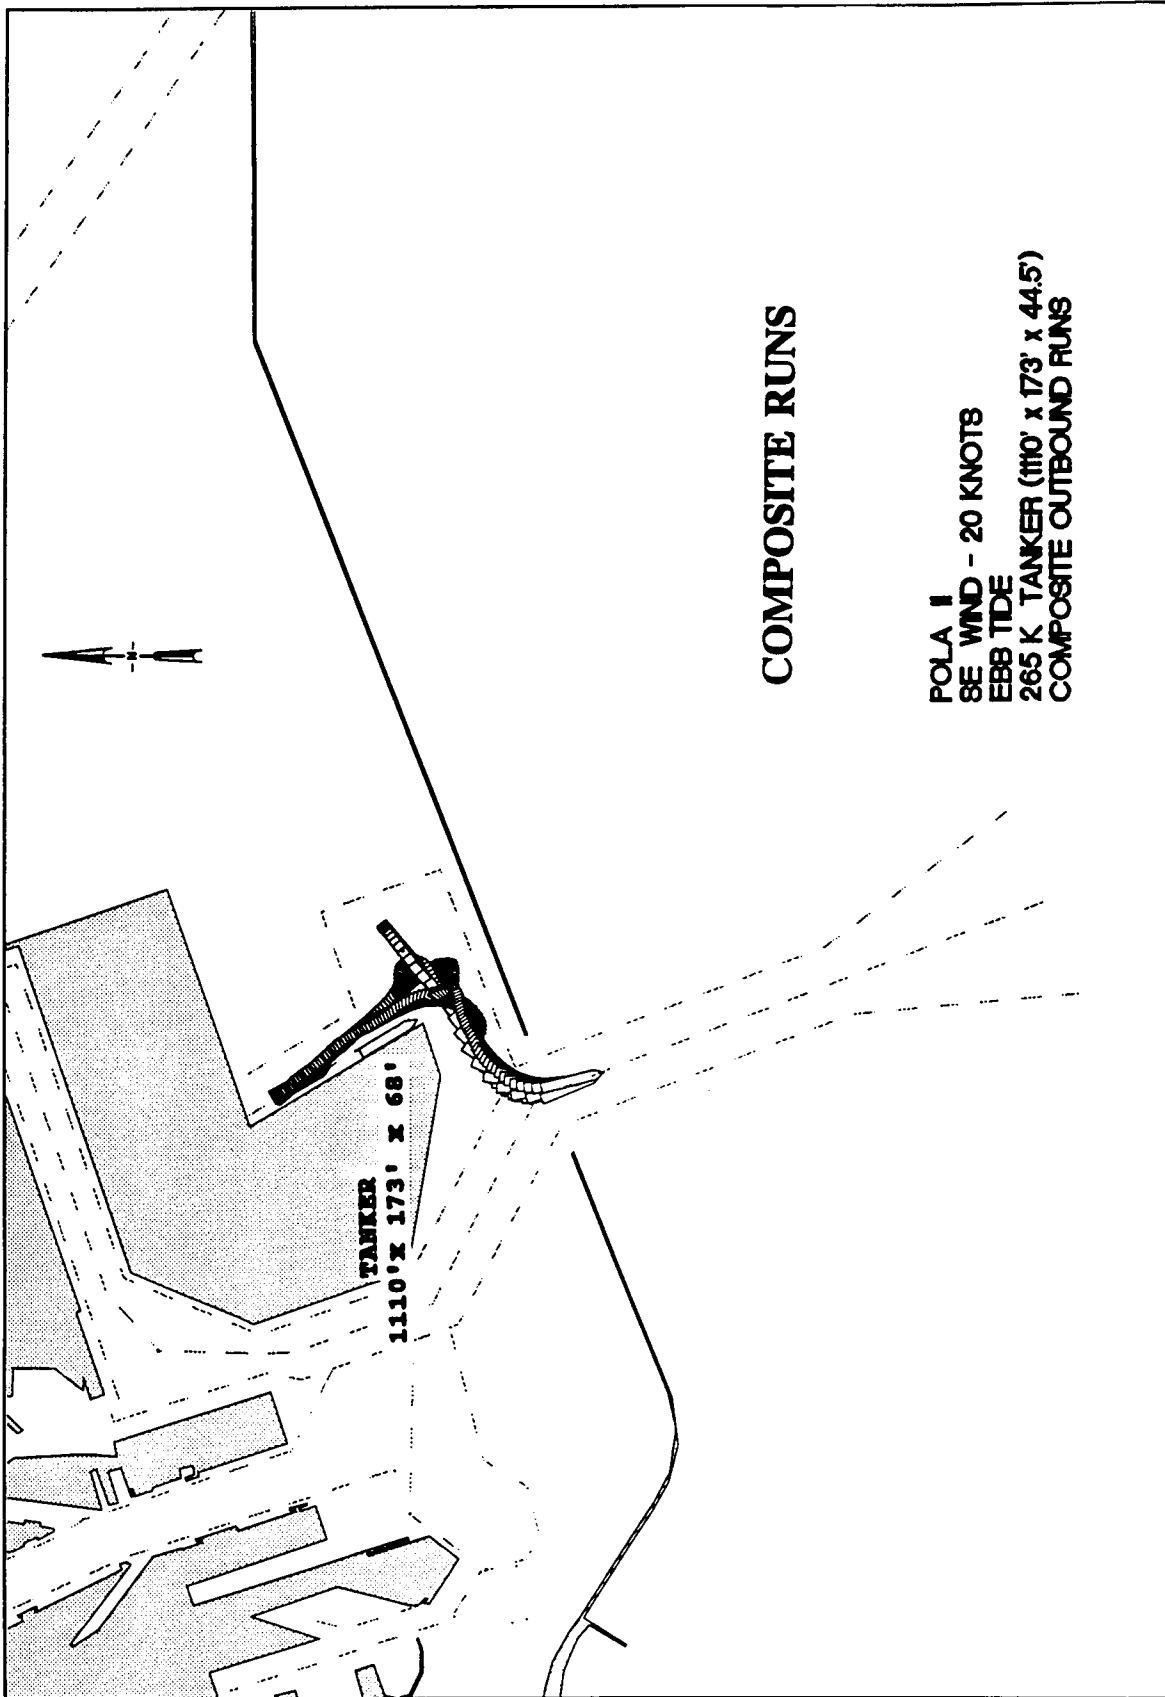 N
TANKER
1110'X 173' X 68'
COMPOSITE RUNS
POLA II
SE WIND - 20 KNOTS
EBB TIDE
265 K TANKER (1110' x 173' x 44.5')
COMPOSITE OUTBOUND RUNS